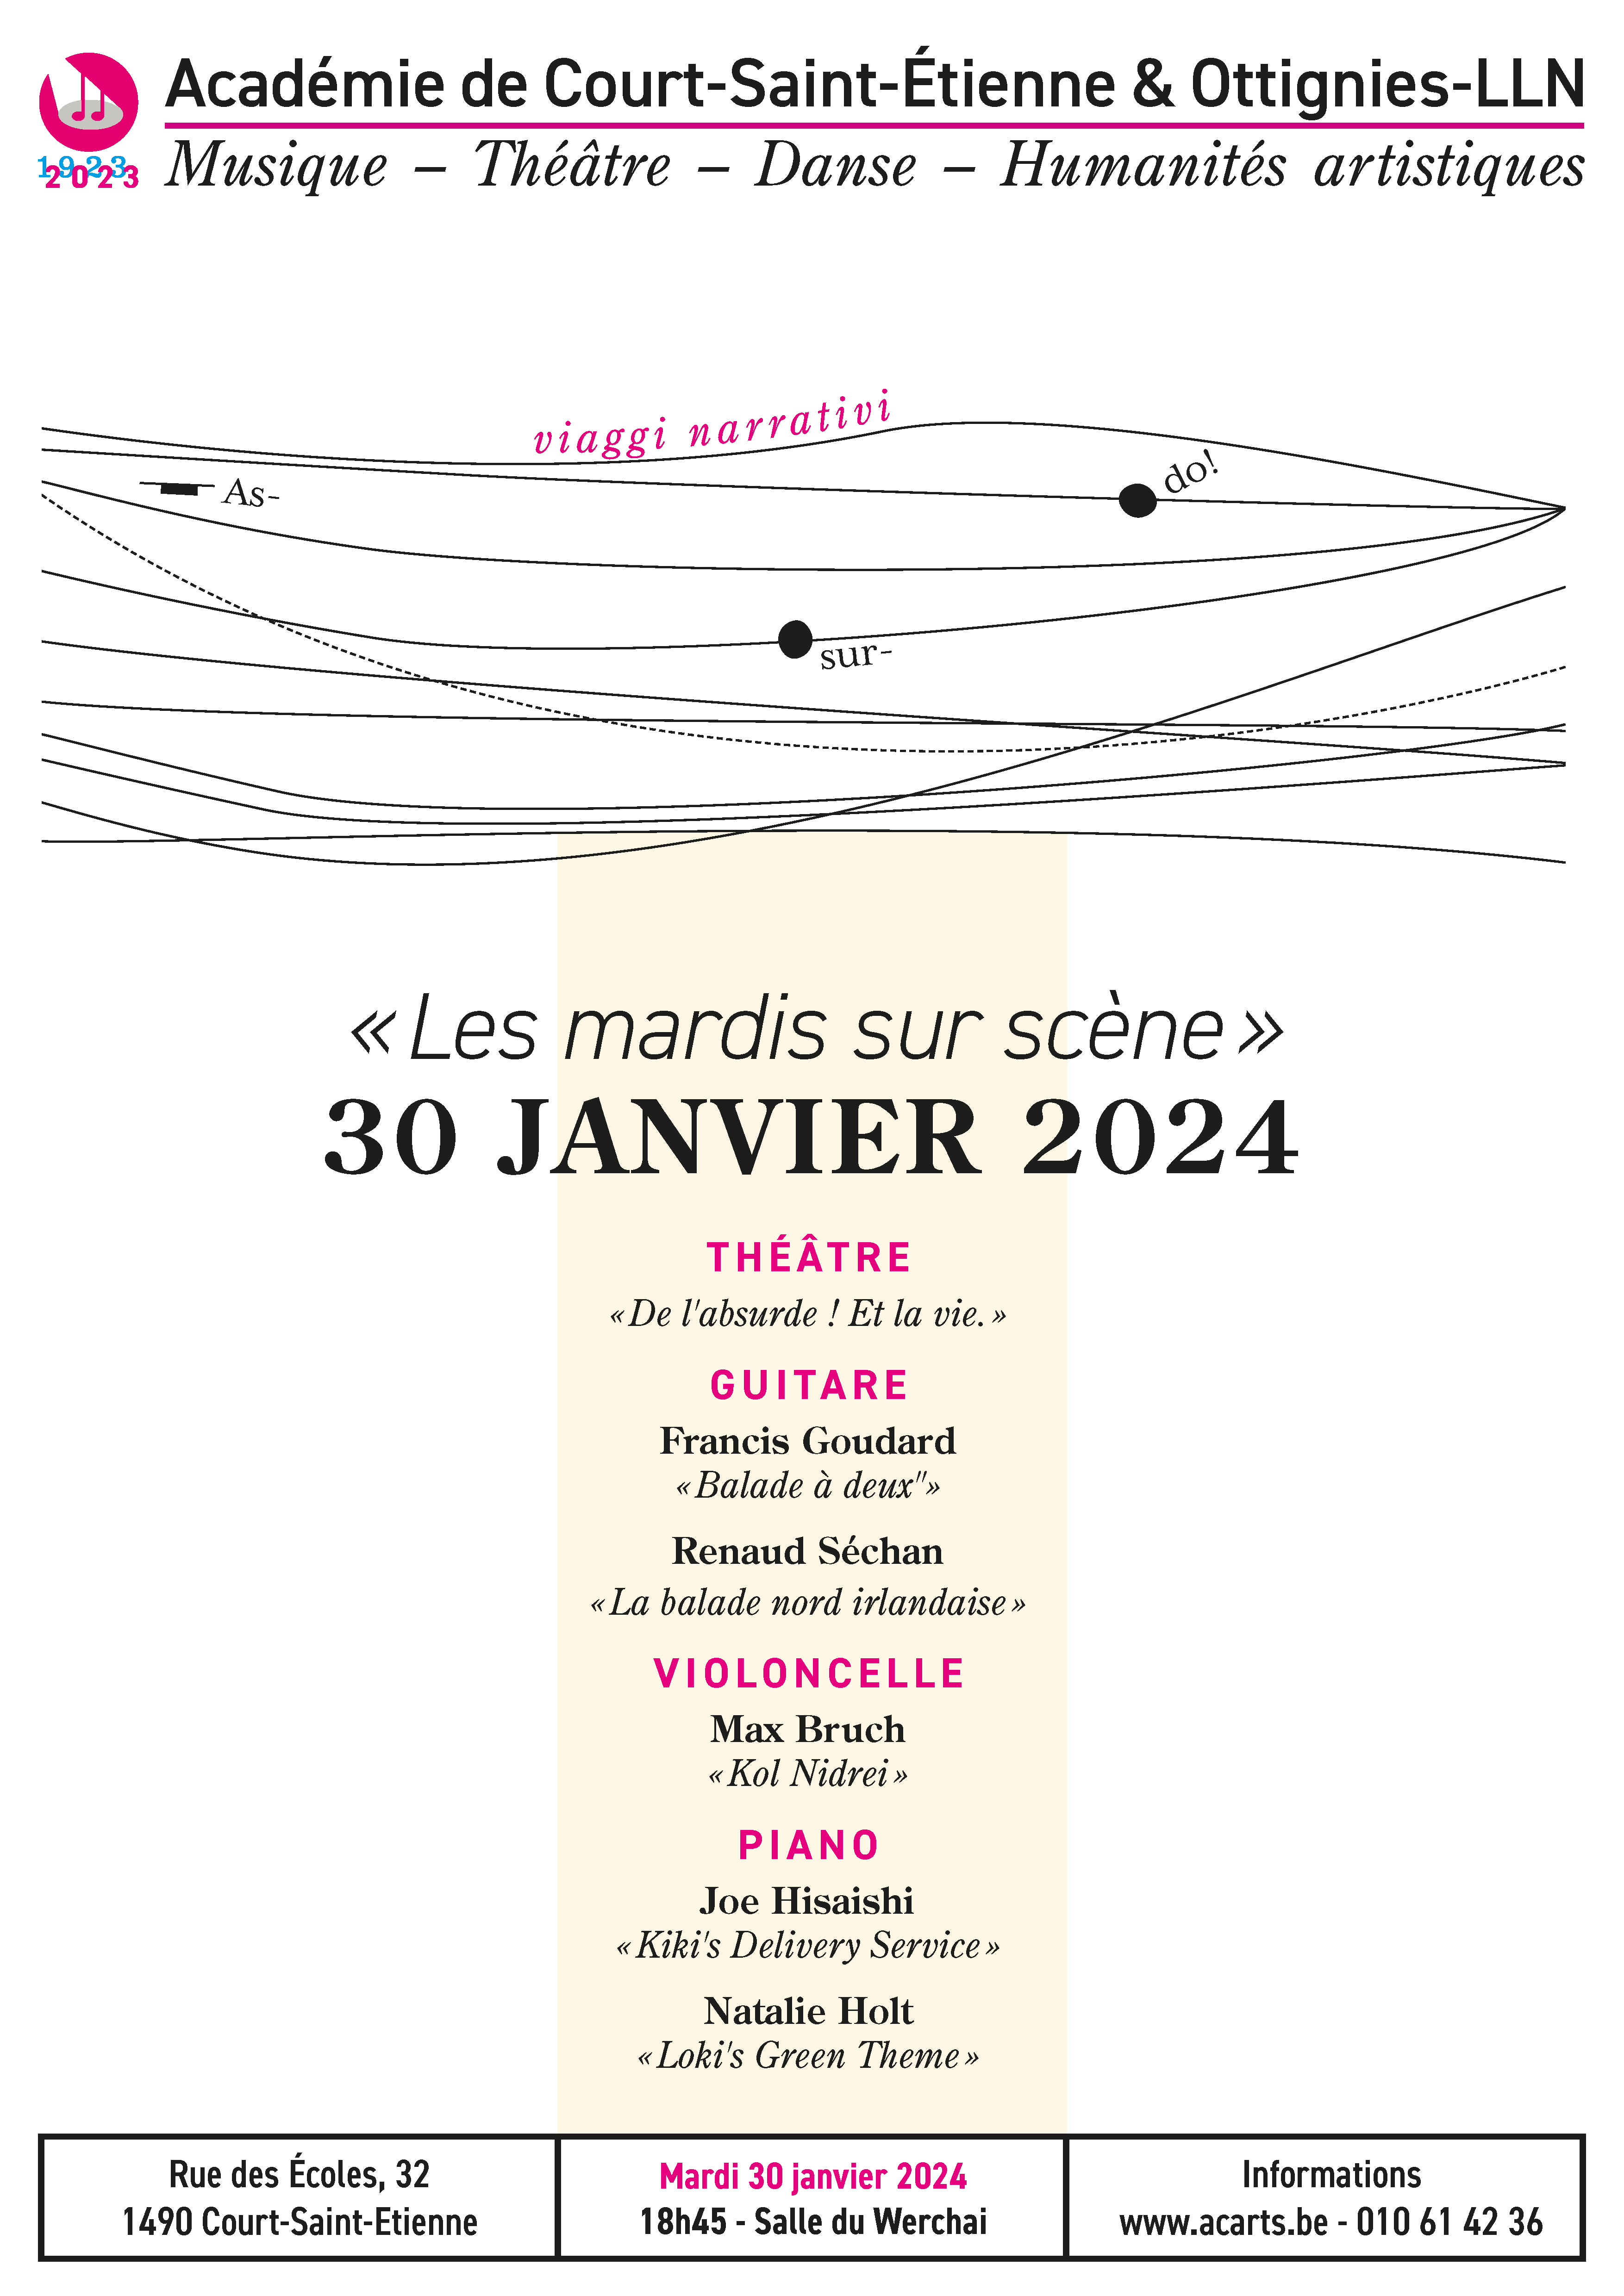 Académie de Court-Saint-Étienne & Ottignies-LLN
1923
2023
Musique – Théâtre – Danse – Humanités artistiques
viaggi narrativi
As-
do!
sur-
« Les mardis sur scène »
30 JANVIER 2024
THÉÂTRE
« De l'absurde ! Et la vie. »
GUITARE
Francis Goudard
« Balade à deux"»
Renaud Séchan
« La balade nord irlandaise »
VIOLONCELLE
Max Bruch
« Kol Nidrei »
PIANO
Joe Hisaishi
« Kiki's Delivery Service »
Natalie Holt
« Loki's Green Theme »
Rue des Écoles, 32
1490 Court-Saint-Etienne
Mardi 30 janvier 2024
18h45 - Salle du Werchai
Informations
www.acarts.be - 010 61 42 36